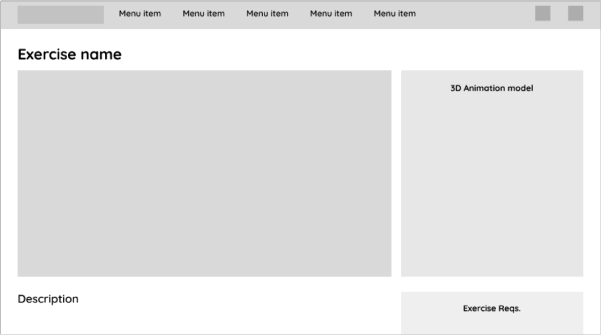 Menu item Menu item Menu item Menu item Menu item
Exercise name
3D Animation model
Description
Exercise Reqs.